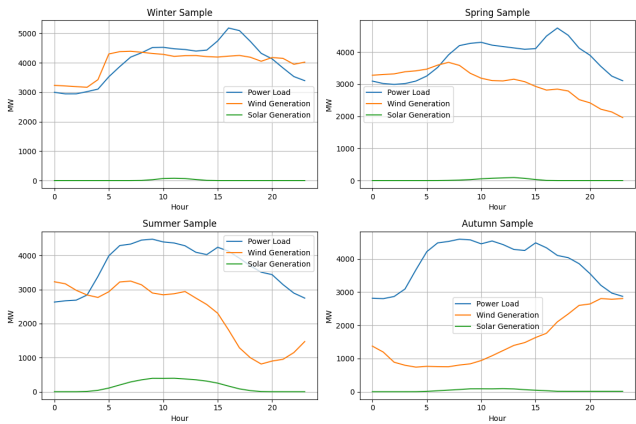 Winter Sample
5000
4000
3000
2000
1000
0
MW
Power Load
Wind Generation
Solar Generation
0 5 10 15 20
Hour
Spring Sample
4000
3000
2000
1000
0
MW
Power Load
Wind Generation
Solar Generation
0 5 10 15 20
Hour
Summer Sample
4000
3000
2000
1000
0
MW
Power Load
Wind Generation
Solar Generation
0 5 10 15 20
Hour
Autumn Sample
4000
3000
2000
1000
0
MW
Power Load
Wind Generation
Solar Generation
0 5 10 15 20
Hour